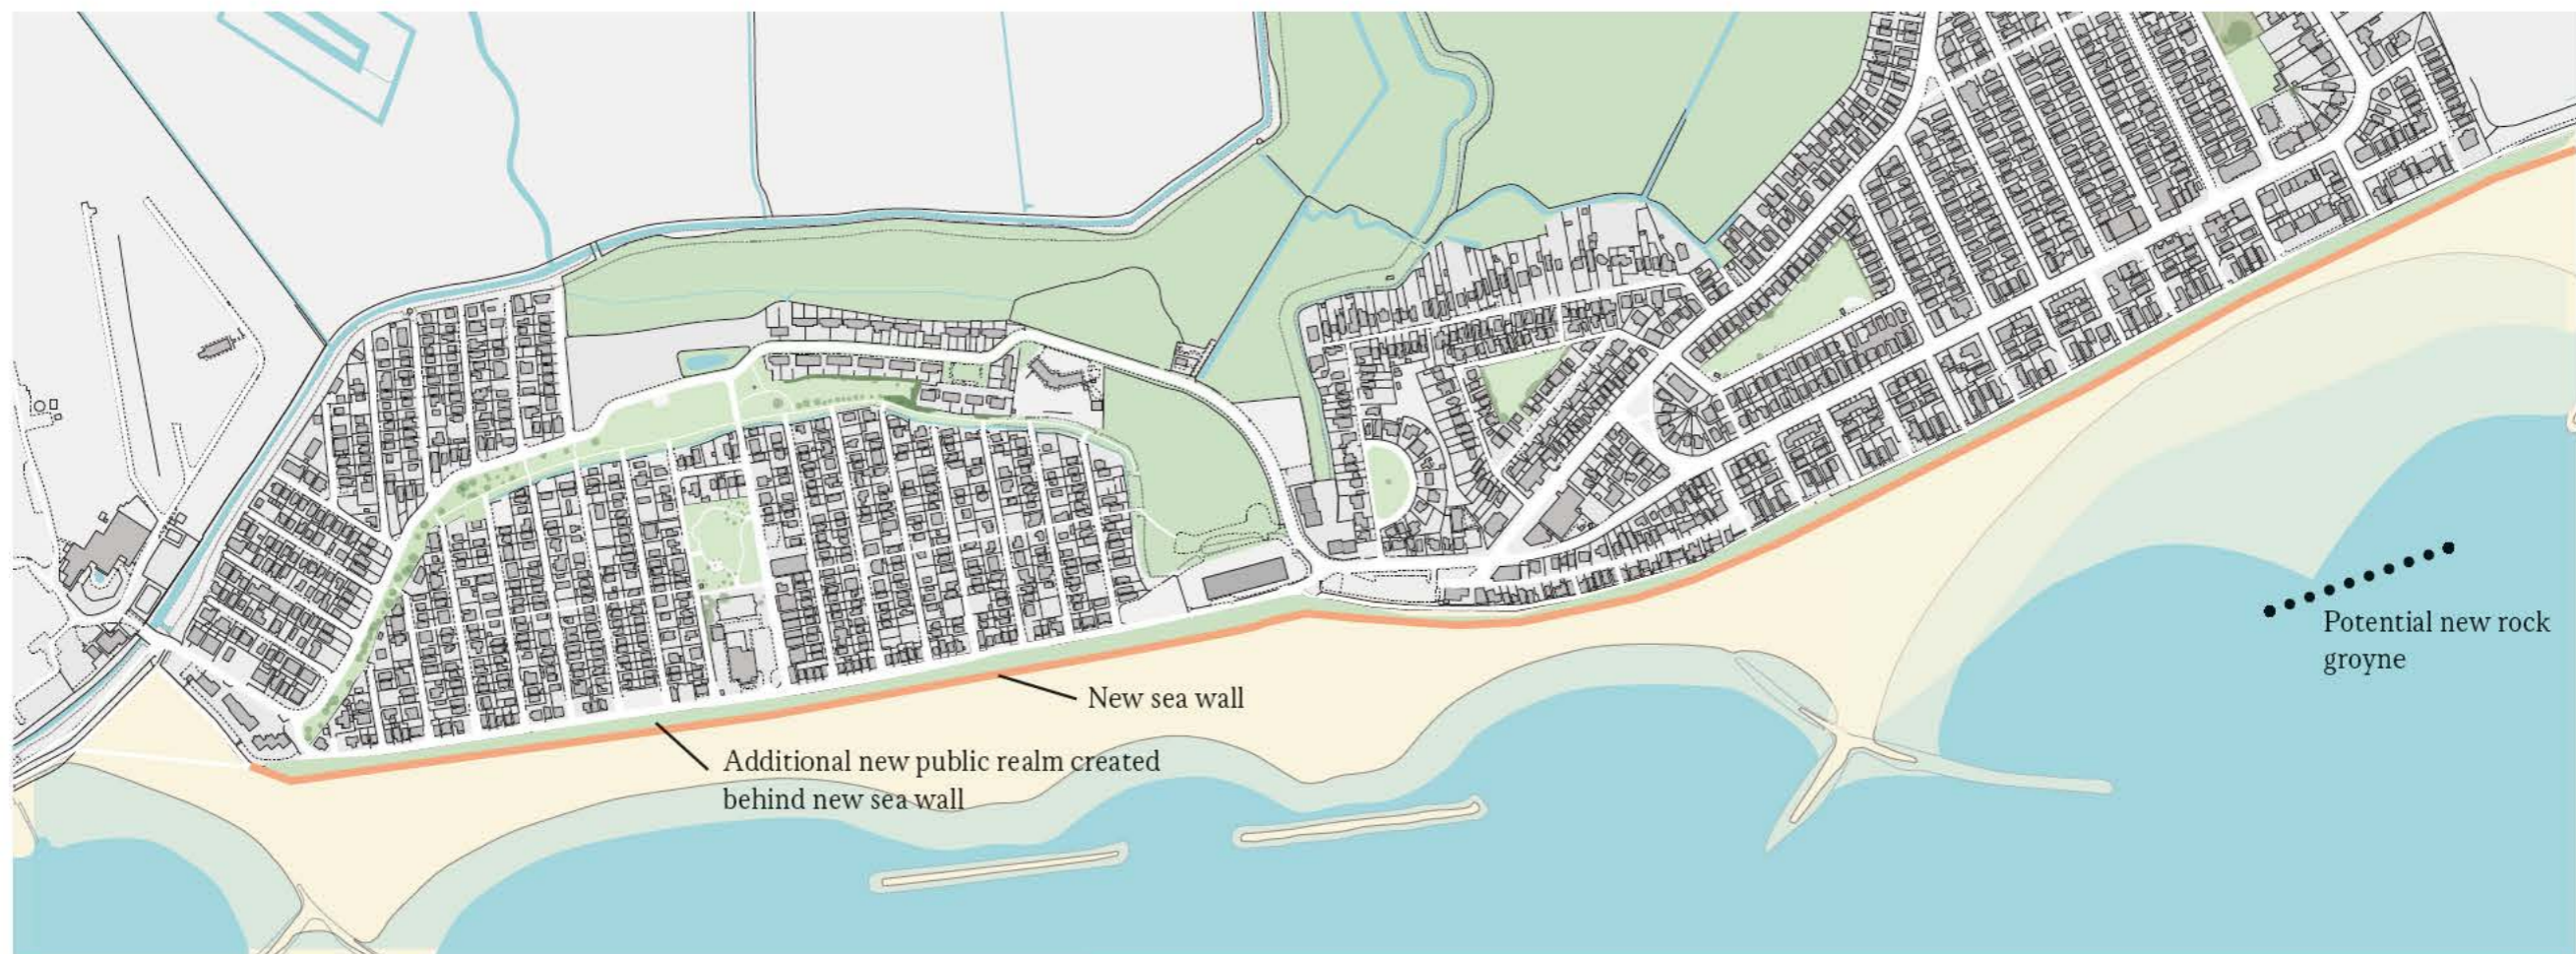 New sea wall
Additional new public realm created
behind new sea wall
Potential new rock
groyne